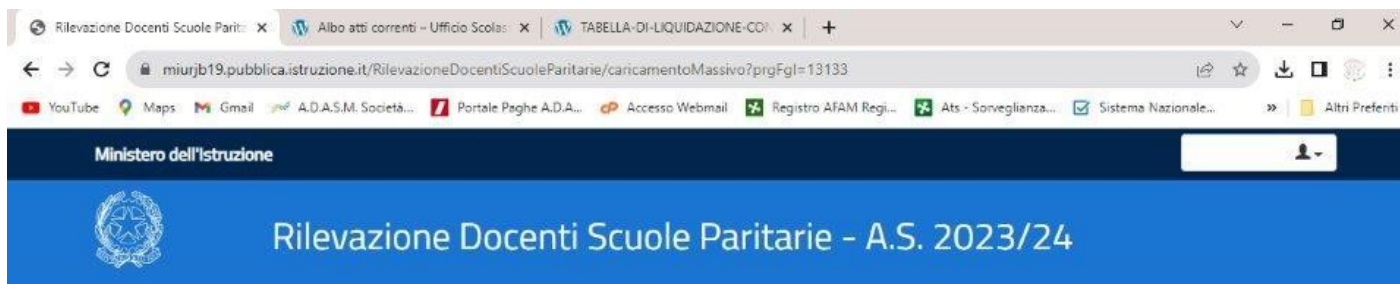 Rilevazione Docenti Scuole Parita
Albo atti correnti – Ufficio Scolas
TABELLA-DI-LIQUIDAZIONE-CON
miurjb19.pubblica.istruzione.it/RilevazioneDocentiScuoleParitarie/caricamentoMassivo?prgFgl=13133
YouTube Maps Gmail A.D.A.S.M. Società... Portale Paghe A.D.A... Accesso Webmail Registro AFAM Regi... Ats - Sorveglianza... Sistema Nazionale... » Altri Preferiti
Ministero dell'Istruzione
Rilevazione Docenti Scuole Paritarie - A.S. 2023/24